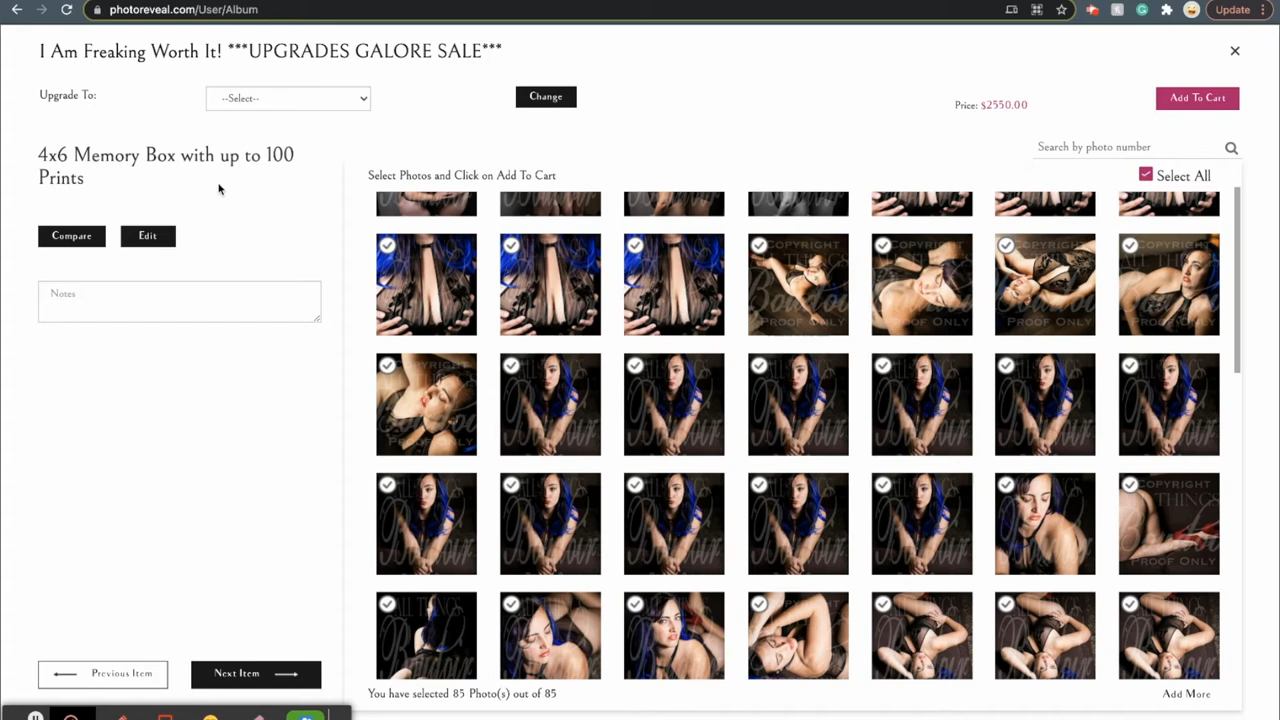 photoreveal.com/User/Album
Update
I Am Freaking Worth It! ***UPGRADES GALORE SALE***
Upgrade To:
--Select--
Change
Price: $2550.00
Add To Cart
4x6 Memory Box with up to 100
Prints
Search by photo number
Select Photos and Click on Add To Cart
Select All
Compare
Edit
Notes
COPYRIGHT
PROOF ONLY
Previous Item
Next Item
You have selected 85 Photo(s) out of 85
Add More